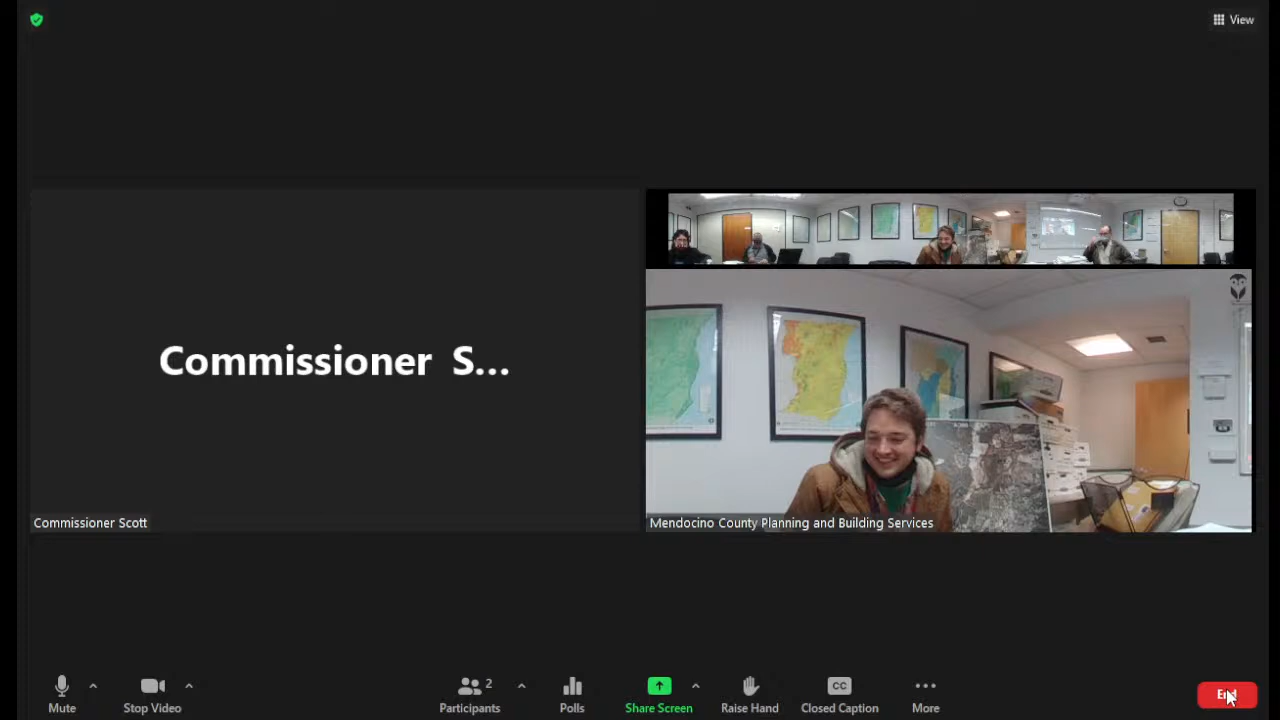 View
Commissioner S...
Commissioner Scott
Mendocino County Planning and Building Services
Mute
Stop Video
Participants
2
Polls
Share Screen
Raise Hand
CC
Closed Caption
More
End